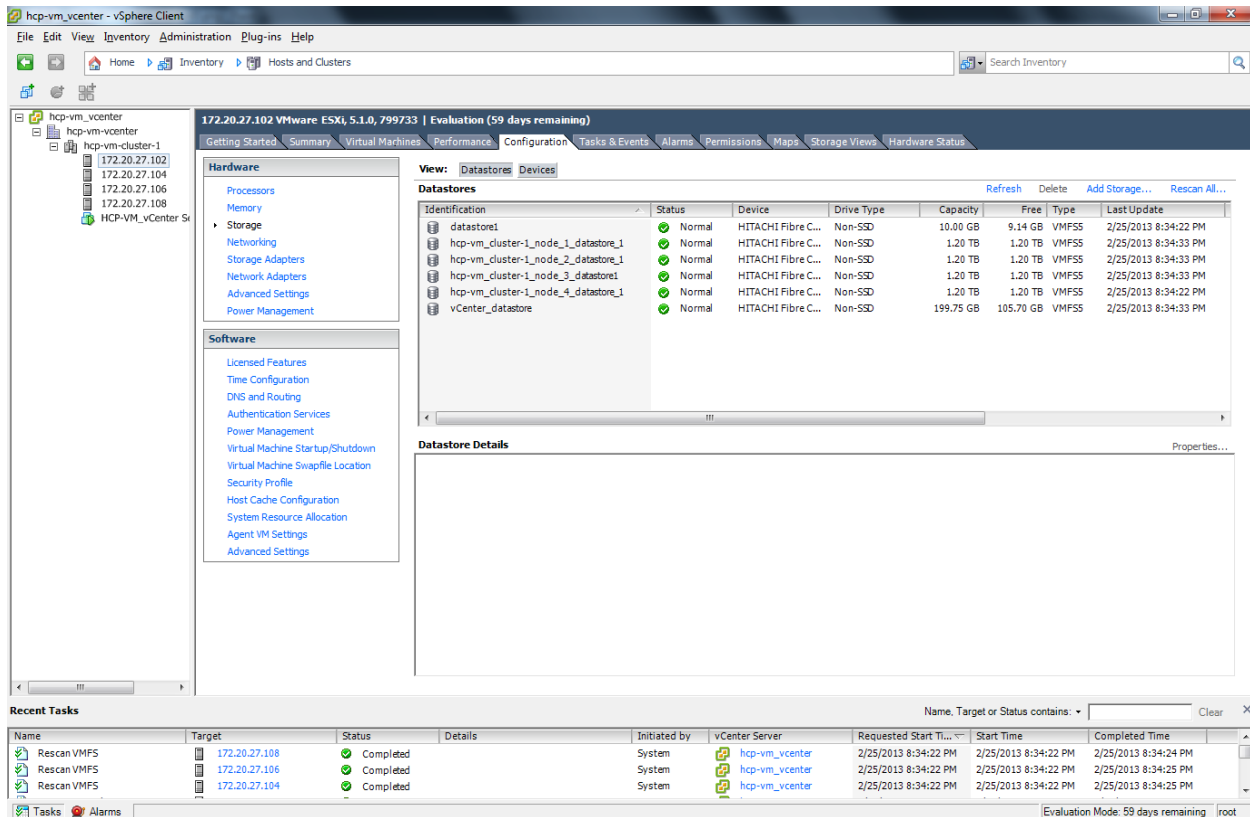 hcp-vm_vcenter - vSphere Client
File Edit View Inventory Administration Plug-ins Help
Home Inventory Hosts and Clusters
Search Inventory
hcp-vm_vcenter
hcp-vm-vcenter
hcp-vm-cluster-1
172.20.27.102
172.20.27.104
172.20.27.106
172.20.27.108
HCP-VM_vCenter Se
172.20.27.102 VMware ESXi, 5.1.0, 799733 | Evaluation (59 days remaining)
Getting Started Summary Virtual Machines Performance Configuration Tasks & Events Alarms Permissions Maps Storage Views Hardware Status
Hardware
Processors
Memory
Storage
Networking
Storage Adapters
Network Adapters
Advanced Settings
Power Management
Software
Licensed Features
Time Configuration
DNS and Routing
Authentication Services
Power Management
Virtual Machine Startup/Shutdown
Virtual Machine Swapfile Location
Security Profile
Host Cache Configuration
System Resource Allocation
Agent VM Settings
Advanced Settings
View: Datastores Devices
Datastores Refresh Delete Add Storage... Rescan All...
Identification Status Device Drive Type Capacity Free Type Last Update
datastore1 Normal HITACHI Fibre C... Non-SSD 10.00 GB 9.14 GB VMFS5 2/25/2013 8:34:22 PM
hcp-vm_cluster-1_node_1_datastore_1 Normal HITACHI Fibre C... Non-SSD 1.20 TB 1.20 TB VMFS5 2/25/2013 8:34:33 PM
hcp-vm_cluster-1_node_2_datastore_1 Normal HITACHI Fibre C... Non-SSD 1.20 TB 1.20 TB VMFS5 2/25/2013 8:34:33 PM
hcp-vm_cluster-1_node_3_datastore1 Normal HITACHI Fibre C... Non-SSD 1.20 TB 1.20 TB VMFS5 2/25/2013 8:34:33 PM
hcp-vm_cluster-1_node_4_datastore_1 Normal HITACHI Fibre C... Non-SSD 1.20 TB 1.20 TB VMFS5 2/25/2013 8:34:22 PM
vCenter_datastore Normal HITACHI Fibre C... Non-SSD 199.75 GB 105.70 GB VMFS5 2/25/2013 8:34:33 PM
Datastore Details Properties...
Recent Tasks Name, Target or Status contains: Clear
Name Target Status Details Initiated by vCenter Server Requested Start Ti... Start Time Completed Time
Rescan VMFS 172.20.27.108 Completed System hcp-vm_vcenter 2/25/2013 8:34:22 PM 2/25/2013 8:34:22 PM 2/25/2013 8:34:24 PM
Rescan VMFS 172.20.27.106 Completed System hcp-vm_vcenter 2/25/2013 8:34:22 PM 2/25/2013 8:34:22 PM 2/25/2013 8:34:25 PM
Rescan VMFS 172.20.27.104 Completed System hcp-vm_vcenter 2/25/2013 8:34:22 PM 2/25/2013 8:34:22 PM 2/25/2013 8:34:25 PM
Tasks Alarms Evaluation Mode: 59 days remaining root